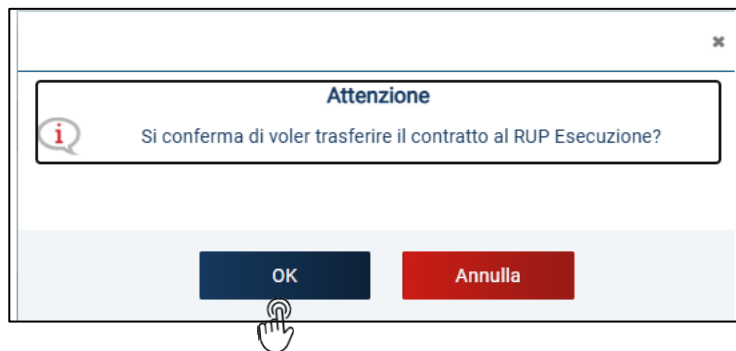 Attenzione
Si conferma di voler trasferire il contratto al RUP Esecuzione?
OK
Annulla